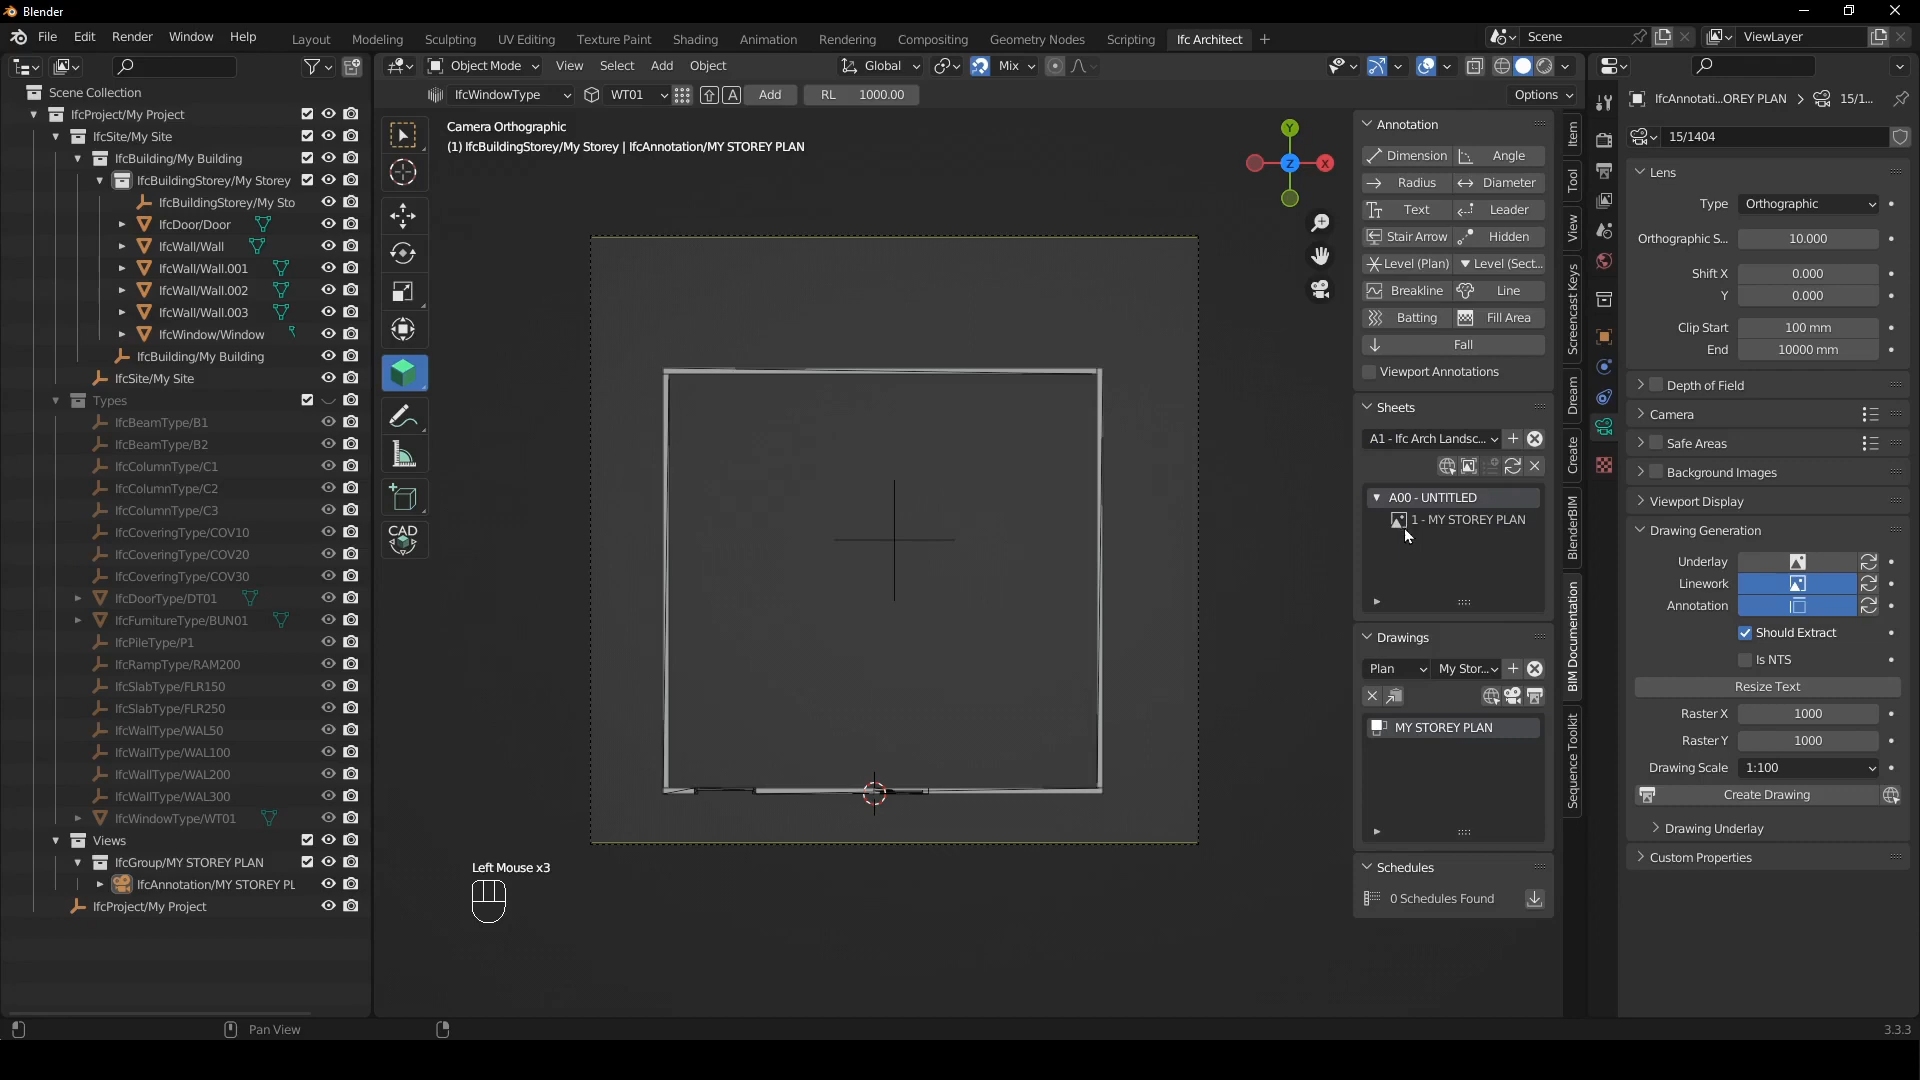 Blender
File Edit Render Window Help
Layout Modeling Sculpting UV Editing Texture Paint Shading Animation Rendering Compositing Geometry Nodes Scripting Ifc Architect +
Scene
ViewLayer
Object Mode View Select Add Object
Global
Mix
IfcWindowType
WT01
A
Add
RL 1000.00
Options
Scene Collection
IfcProject/My Project
IfcSite/My Site
IfcBuilding/My Building
IfcBuildingStorey/My Storey
IfcBuildingStorey/My Sto
IfcDoor/Door
IfcWall/Wall
IfcWall/Wall.001
IfcWall/Wall.002
IfcWall/Wall.003
IfcWindow/Window
IfcBuilding/My Building
IfcSite/My Site
Types
IfcBeamType/B1
IfcBeamType/B2
IfcColumnType/C1
IfcColumnType/C2
IfcColumnType/C3
IfcCoveringType/COV10
IfcCoveringType/COV20
IfcCoveringType/COV30
IfcDoorType/DT01
IfcFurnitureType/BUN01
IfcPileType/P1
IfcRampType/RAM200
IfcSlabType/FLR150
IfcSlabType/FLR250
IfcWallType/WAL50
IfcWallType/WAL100
IfcWallType/WAL200
IfcWallType/WAL300
IfcWindowType/WT01
Views
IfcGroup/MY STOREY PLAN
IfcAnnotation/MY STOREY PL
IfcProject/My Project
Camera Orthographic
(1) IfcBuildingStorey/My Storey | IfcAnnotation/MY STOREY PLAN
CAD
Y
X
Z
Left Mouse x3
Annotation
Dimension Angle
Radius Diameter
Text Leader
Stair Arrow Hidden
Level (Plan) Level (Sect...
Breakline Line
Batting Fill Area
Fall
Viewport Annotations
Sheets
A1 - Ifc Arch Landsc...
A00 - UNTITLED
1 - MY STOREY PLAN
Drawings
Plan My Stor...
MY STOREY PLAN
Schedules
0 Schedules Found
Item
Tool
View
Screencast Keys
Dream
Create
BlenderBIM
BIM Documentation
Sequence Toolkit
IfcAnnotati...OREY PLAN > 15/1...
15/1404
Lens
Type Orthographic
Orthographic S... 10.000
Shift X 0.000
Y 0.000
Clip Start 100 mm
End 10000 mm
Depth of Field
Camera
Safe Areas
Background Images
Viewport Display
Drawing Generation
Underlay
Linework
Annotation
Should Extract
Is NTS
Resize Text
Raster X 1000
Raster Y 1000
Drawing Scale 1:100
Create Drawing
Drawing Underlay
Custom Properties
Pan View
3.3.3